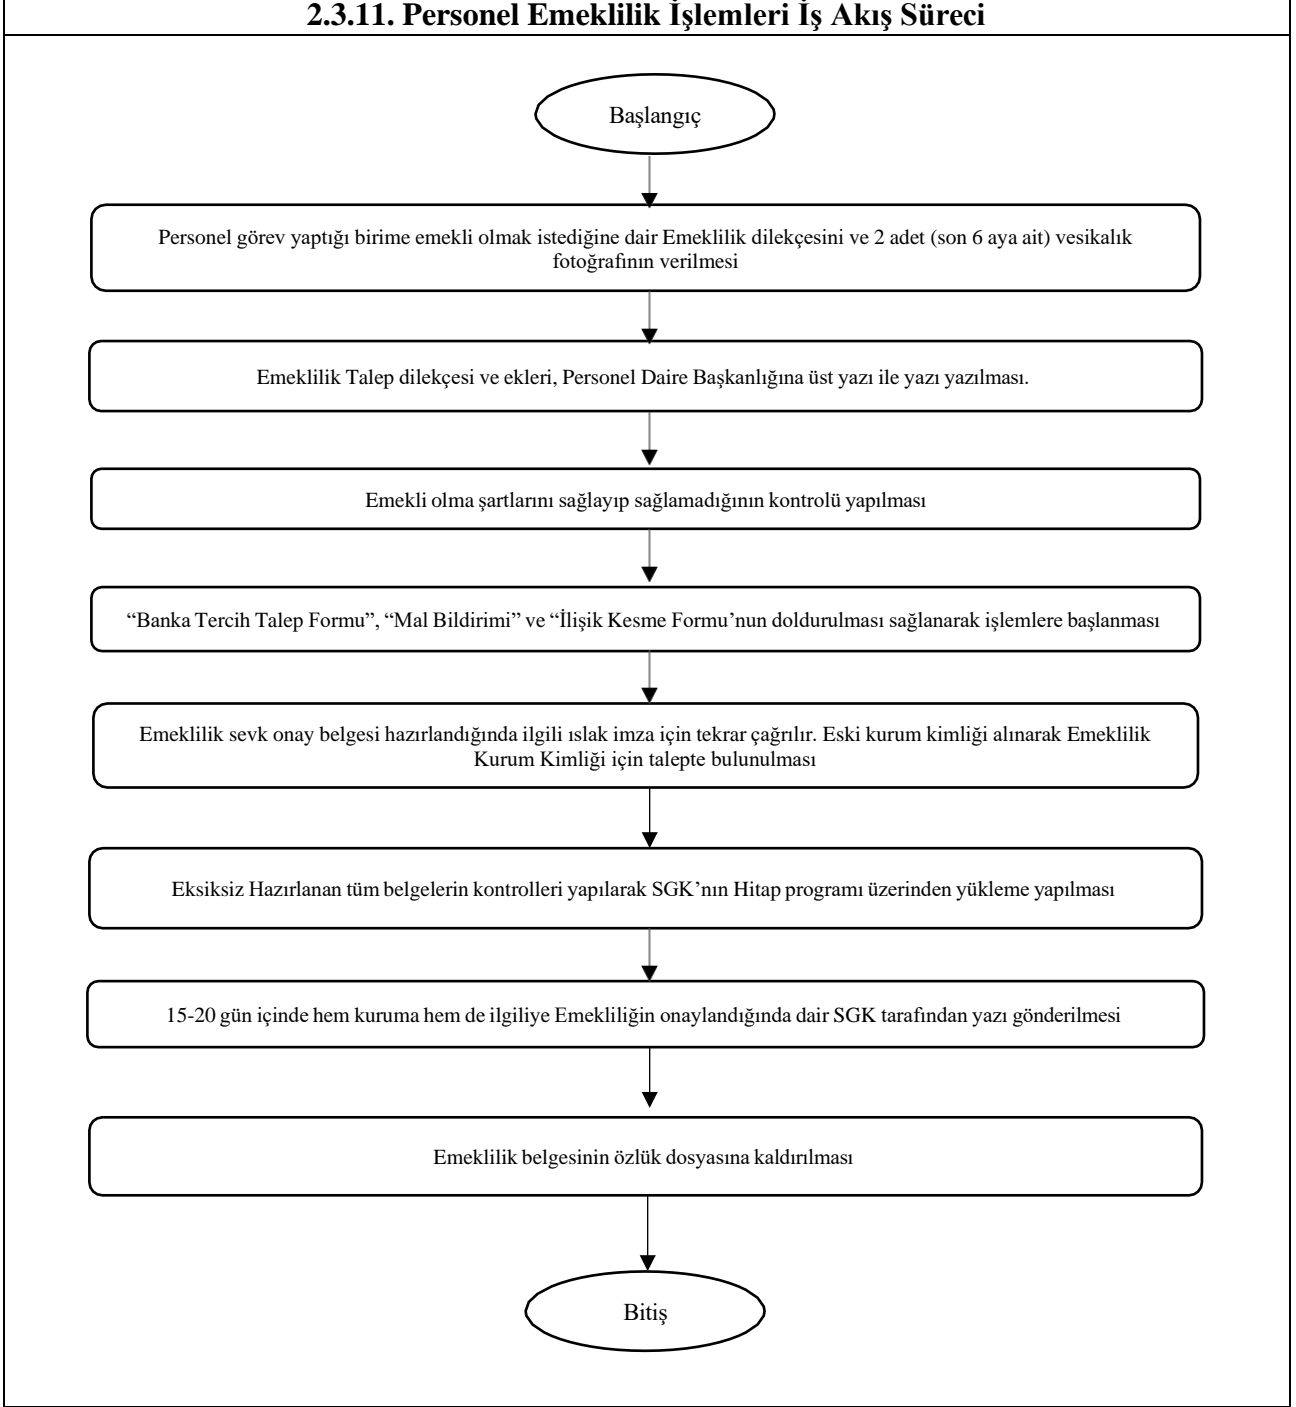 2.3.11. Personel Emeklilik İşlemleri İş Akış Süreci
Başlangıç
Personel görev yaptığı birime emekli olmak istediğine dair Emeklilik dilekçesini ve 2 adet (son 6 aya ait) vesikalık
fotoğrafının verilmesi
Emeklilik Talep dilekçesi ve ekleri, Personel Daire Başkanlığına üst yazı ile yazı yazılması.
Emekli olma şartlarını sağlayıp sağlamadığının kontrolü yapılması
“Banka Tercih Talep Formu”, “Mal Bildirimi” ve “İlişik Kesme Formu’nun doldurulması sağlanarak işlemlere başlanması
Emeklilik sevk onay belgesi hazırlandığında ilgili ıslak imza için tekrar çağrılır. Eski kurum kimliği alınarak Emeklilik
Kurum Kimliği için talepte bulunulması
Eksiksiz Hazırlanan tüm belgelerin kontrolleri yapılarak SGK’nın Hitap programı üzerinden yükleme yapılması
15-20 gün içinde hem kuruma hem de ilgiliye Emekliliğin onaylandığında dair SGK tarafından yazı gönderilmesi
Emeklilik belgesinin özlük dosyasına kaldırılması
Bitiş